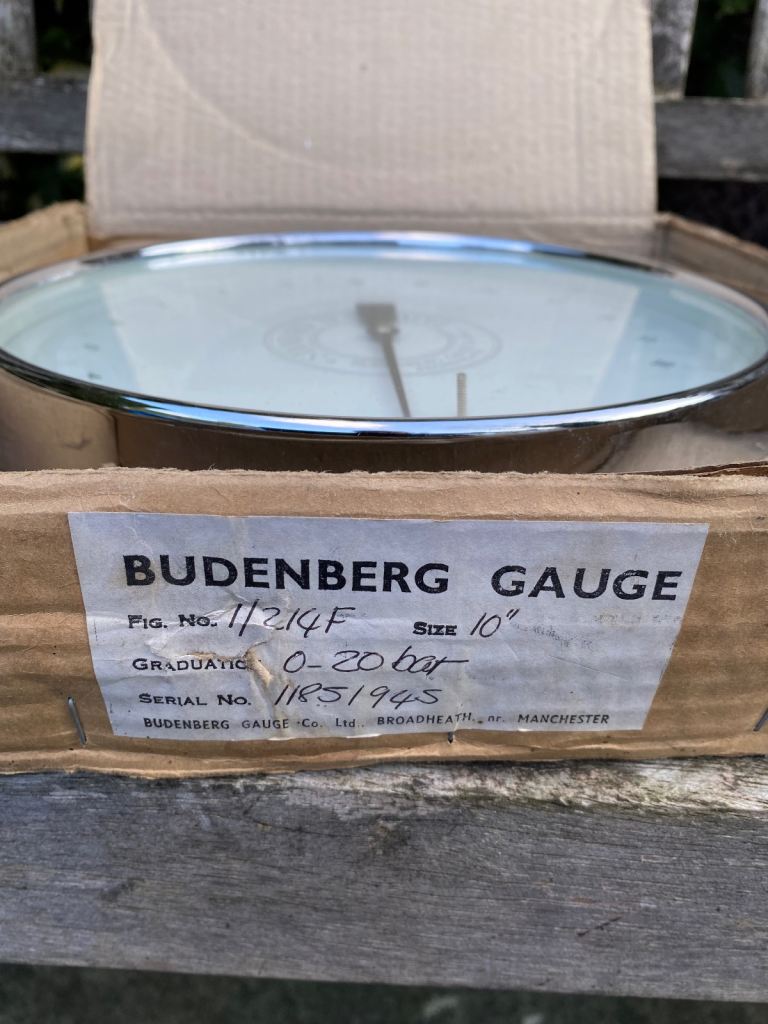 BUDENBERG GAUGE
FIG. No. 1/214F SIZE 10"
GRADUATIO 0-20 bar
SERIAL No. 11851945
BUDENBERG GAUGE Co. Ltd., BROADHEATH, nr. MANCHESTER